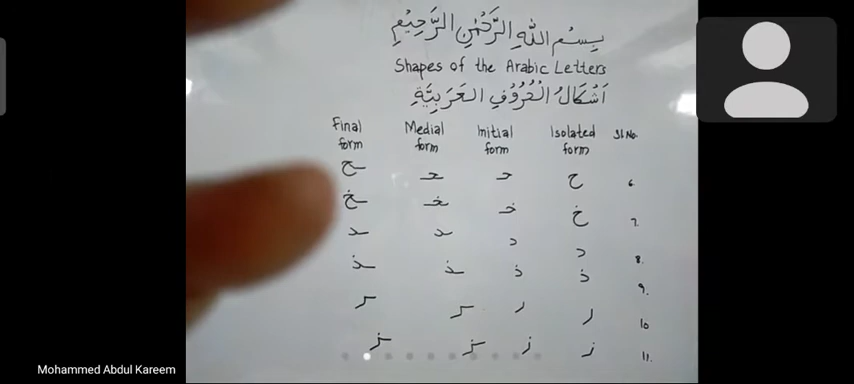 بِسْمِ اللّٰهِ الرَّحْمٰنِ الرَّحِيْمِ
Shapes of the Arabic Letters
اَشْكَالُ الْحُرُوْفِ الْعَرَبِيَّةِ
Final form Medial form Initial form Isolated form Sl No.
ـح ـحـ حـ ح 6
ـخ ـخـ خـ خ 7.
ـد ـد د د 8.
ـذ ـذ ذ ذ 9.
ـر ـر ر ر 10
ـز ـز ز ز 11.
Mohammed Abdul Kareem